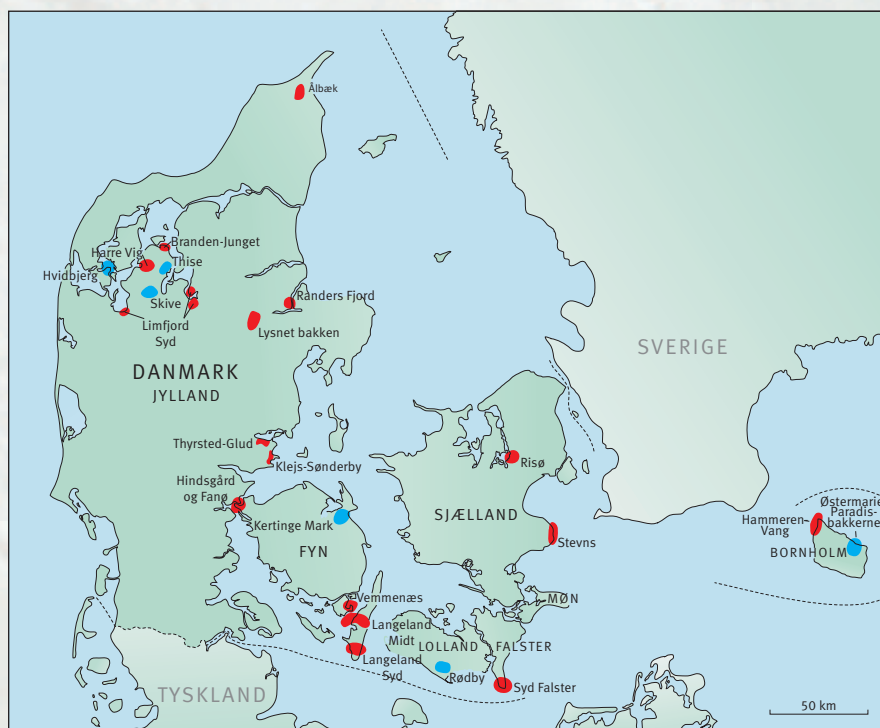 Ålbæk
Branden-Junget
Harre Vig
Thise
Hvidbjerg
Skive
Randers Fjord
Limfjord
Syd
Lysnet bakken
SVERIGE
DANMARK
JYLLAND
Thyrsted-Glud
Klejs-Sønderby
Risø
Hindsgård
og Fanø
Kertinge Mark
SJÆLLAND
FYN
Stevns
Østermarie
Paradis-
bakkerne
Hammeren-
Vang
BORNHOLM
Vemmenæs
MØN
Langeland
Midt
LOLLAND
FALSTER
Langeland
Syd
Rødby
Syd Falster
TYSKLAND
50 km